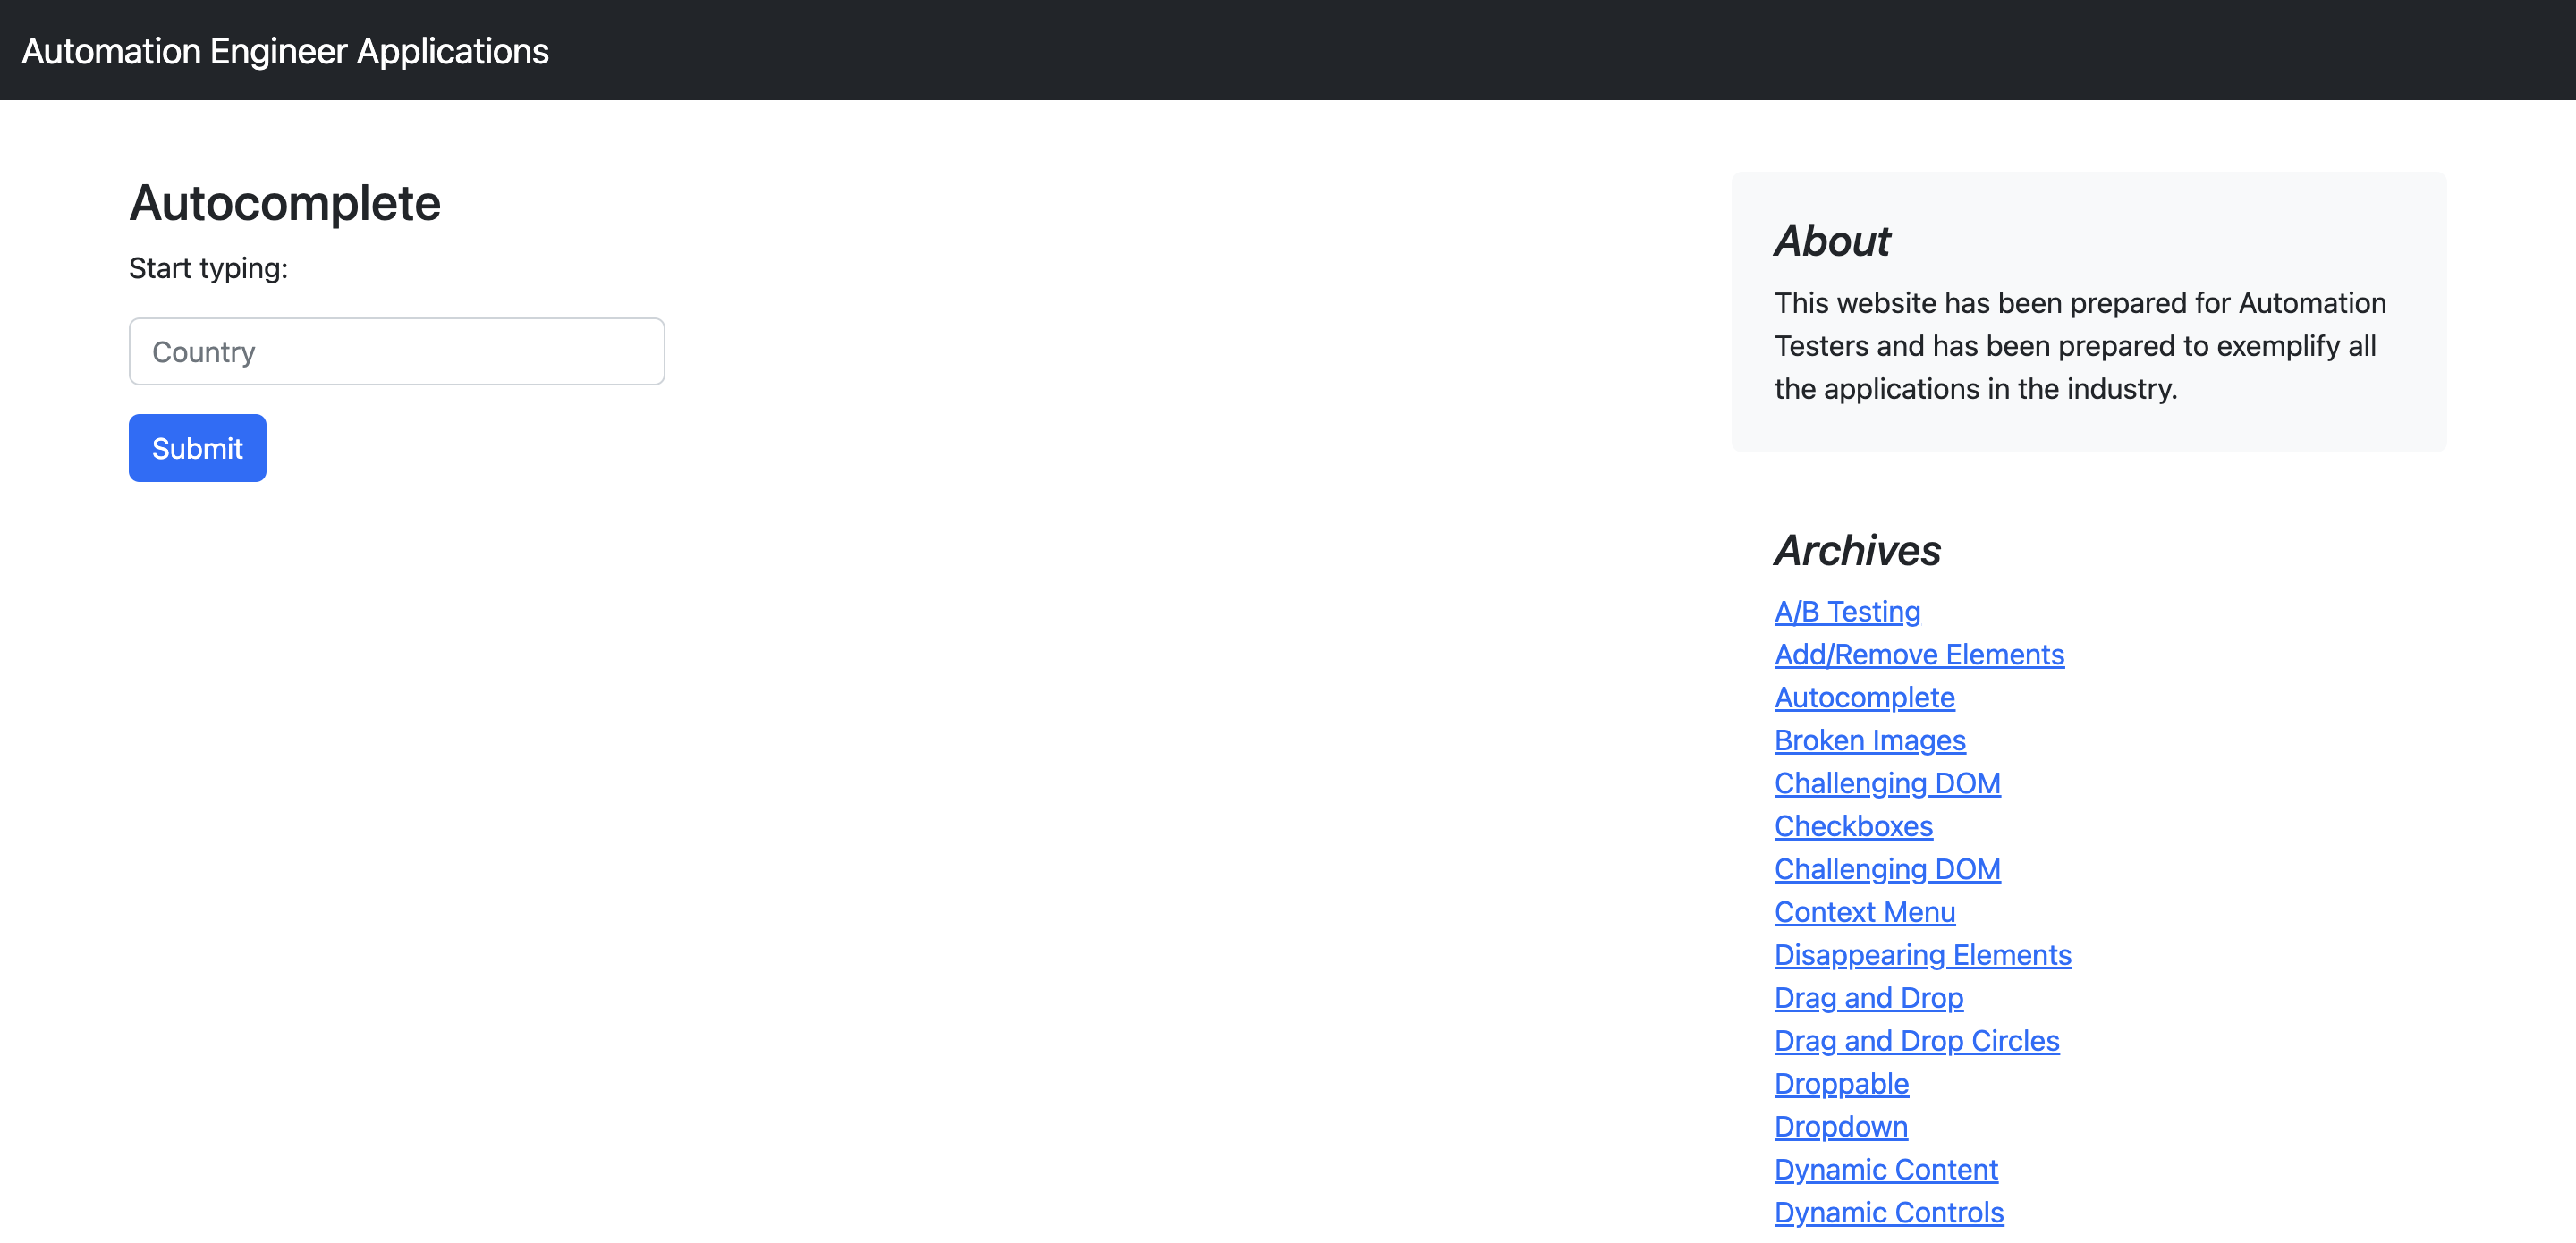 Automation Engineer Applications
Autocomplete
Start typing:
Country
Submit
About
This website has been prepared for Automation
Testers and has been prepared to exemplify all
the applications in the industry.
Archives
A/B Testing
Add/Remove Elements
Autocomplete
Broken Images
Challenging DOM
Checkboxes
Challenging DOM
Context Menu
Disappearing Elements
Drag and Drop
Drag and Drop Circles
Droppable
Dropdown
Dynamic Content
Dynamic Controls